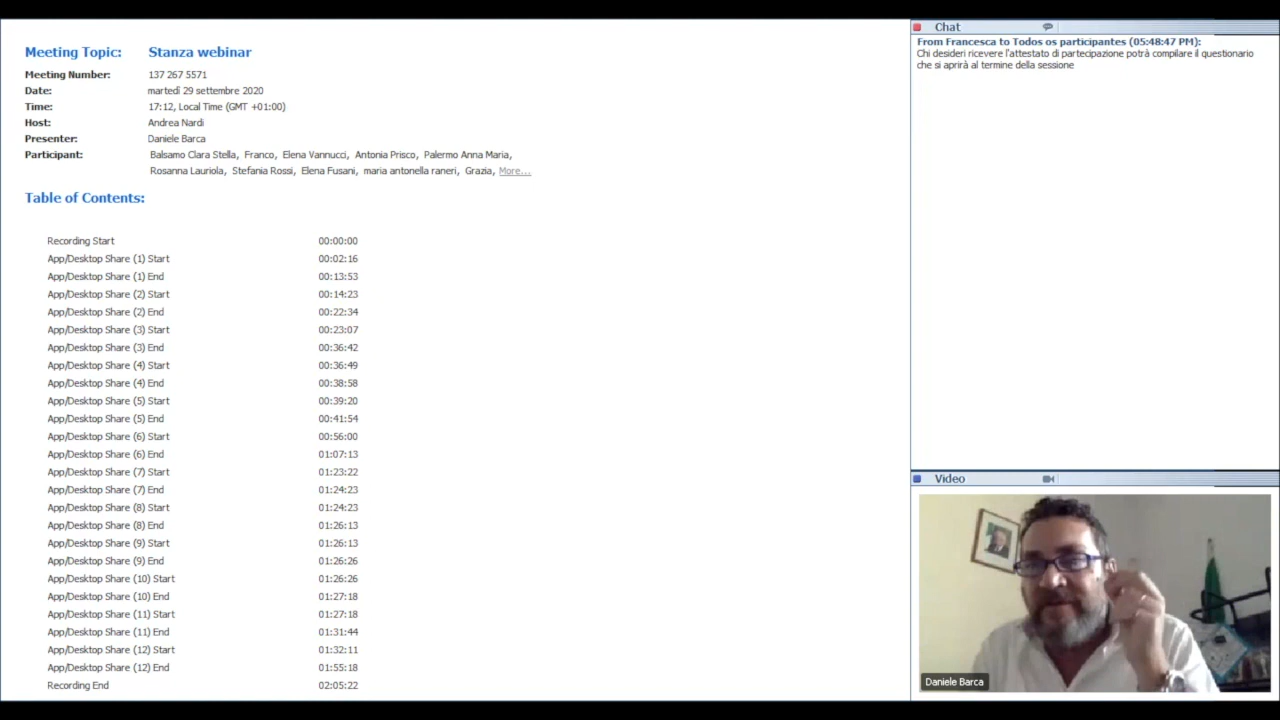 Meeting Topic: Stanza webinar
Meeting Number: 137 267 5571
Date: martedì 29 settembre 2020
Time: 17:12, Local Time (GMT +01:00)
Host: Andrea Nardi
Presenter: Daniele Barca
Participant: Balsamo Clara Stella, Franco, Elena Vannucci, Antonia Prisco, Palermo Anna Maria,
Rosanna Lauriola, Stefania Rossi, Elena Fusani, maria antonella raneri, Grazia, More...
Table of Contents:
Recording Start 00:00:00
App/Desktop Share (1) Start 00:02:16
App/Desktop Share (1) End 00:13:53
App/Desktop Share (2) Start 00:14:23
App/Desktop Share (2) End 00:22:34
App/Desktop Share (3) Start 00:23:07
App/Desktop Share (3) End 00:36:42
App/Desktop Share (4) Start 00:36:49
App/Desktop Share (4) End 00:38:58
App/Desktop Share (5) Start 00:39:20
App/Desktop Share (5) End 00:41:54
App/Desktop Share (6) Start 00:56:00
App/Desktop Share (6) End 01:07:13
App/Desktop Share (7) Start 01:23:22
App/Desktop Share (7) End 01:24:23
App/Desktop Share (8) Start 01:24:23
App/Desktop Share (8) End 01:26:13
App/Desktop Share (9) Start 01:26:13
App/Desktop Share (9) End 01:26:26
App/Desktop Share (10) Start 01:26:26
App/Desktop Share (10) End 01:27:18
App/Desktop Share (11) Start 01:27:18
App/Desktop Share (11) End 01:31:44
App/Desktop Share (12) Start 01:32:11
App/Desktop Share (12) End 01:55:18
Recording End 02:05:22
Chat
From Francesca to Todos os participantes (05:48:47 PM):
Chi desideri ricevere l'attestato di partecipazione potrà compilare il questionario
che si aprirà al termine della sessione
Video
Daniele Barca